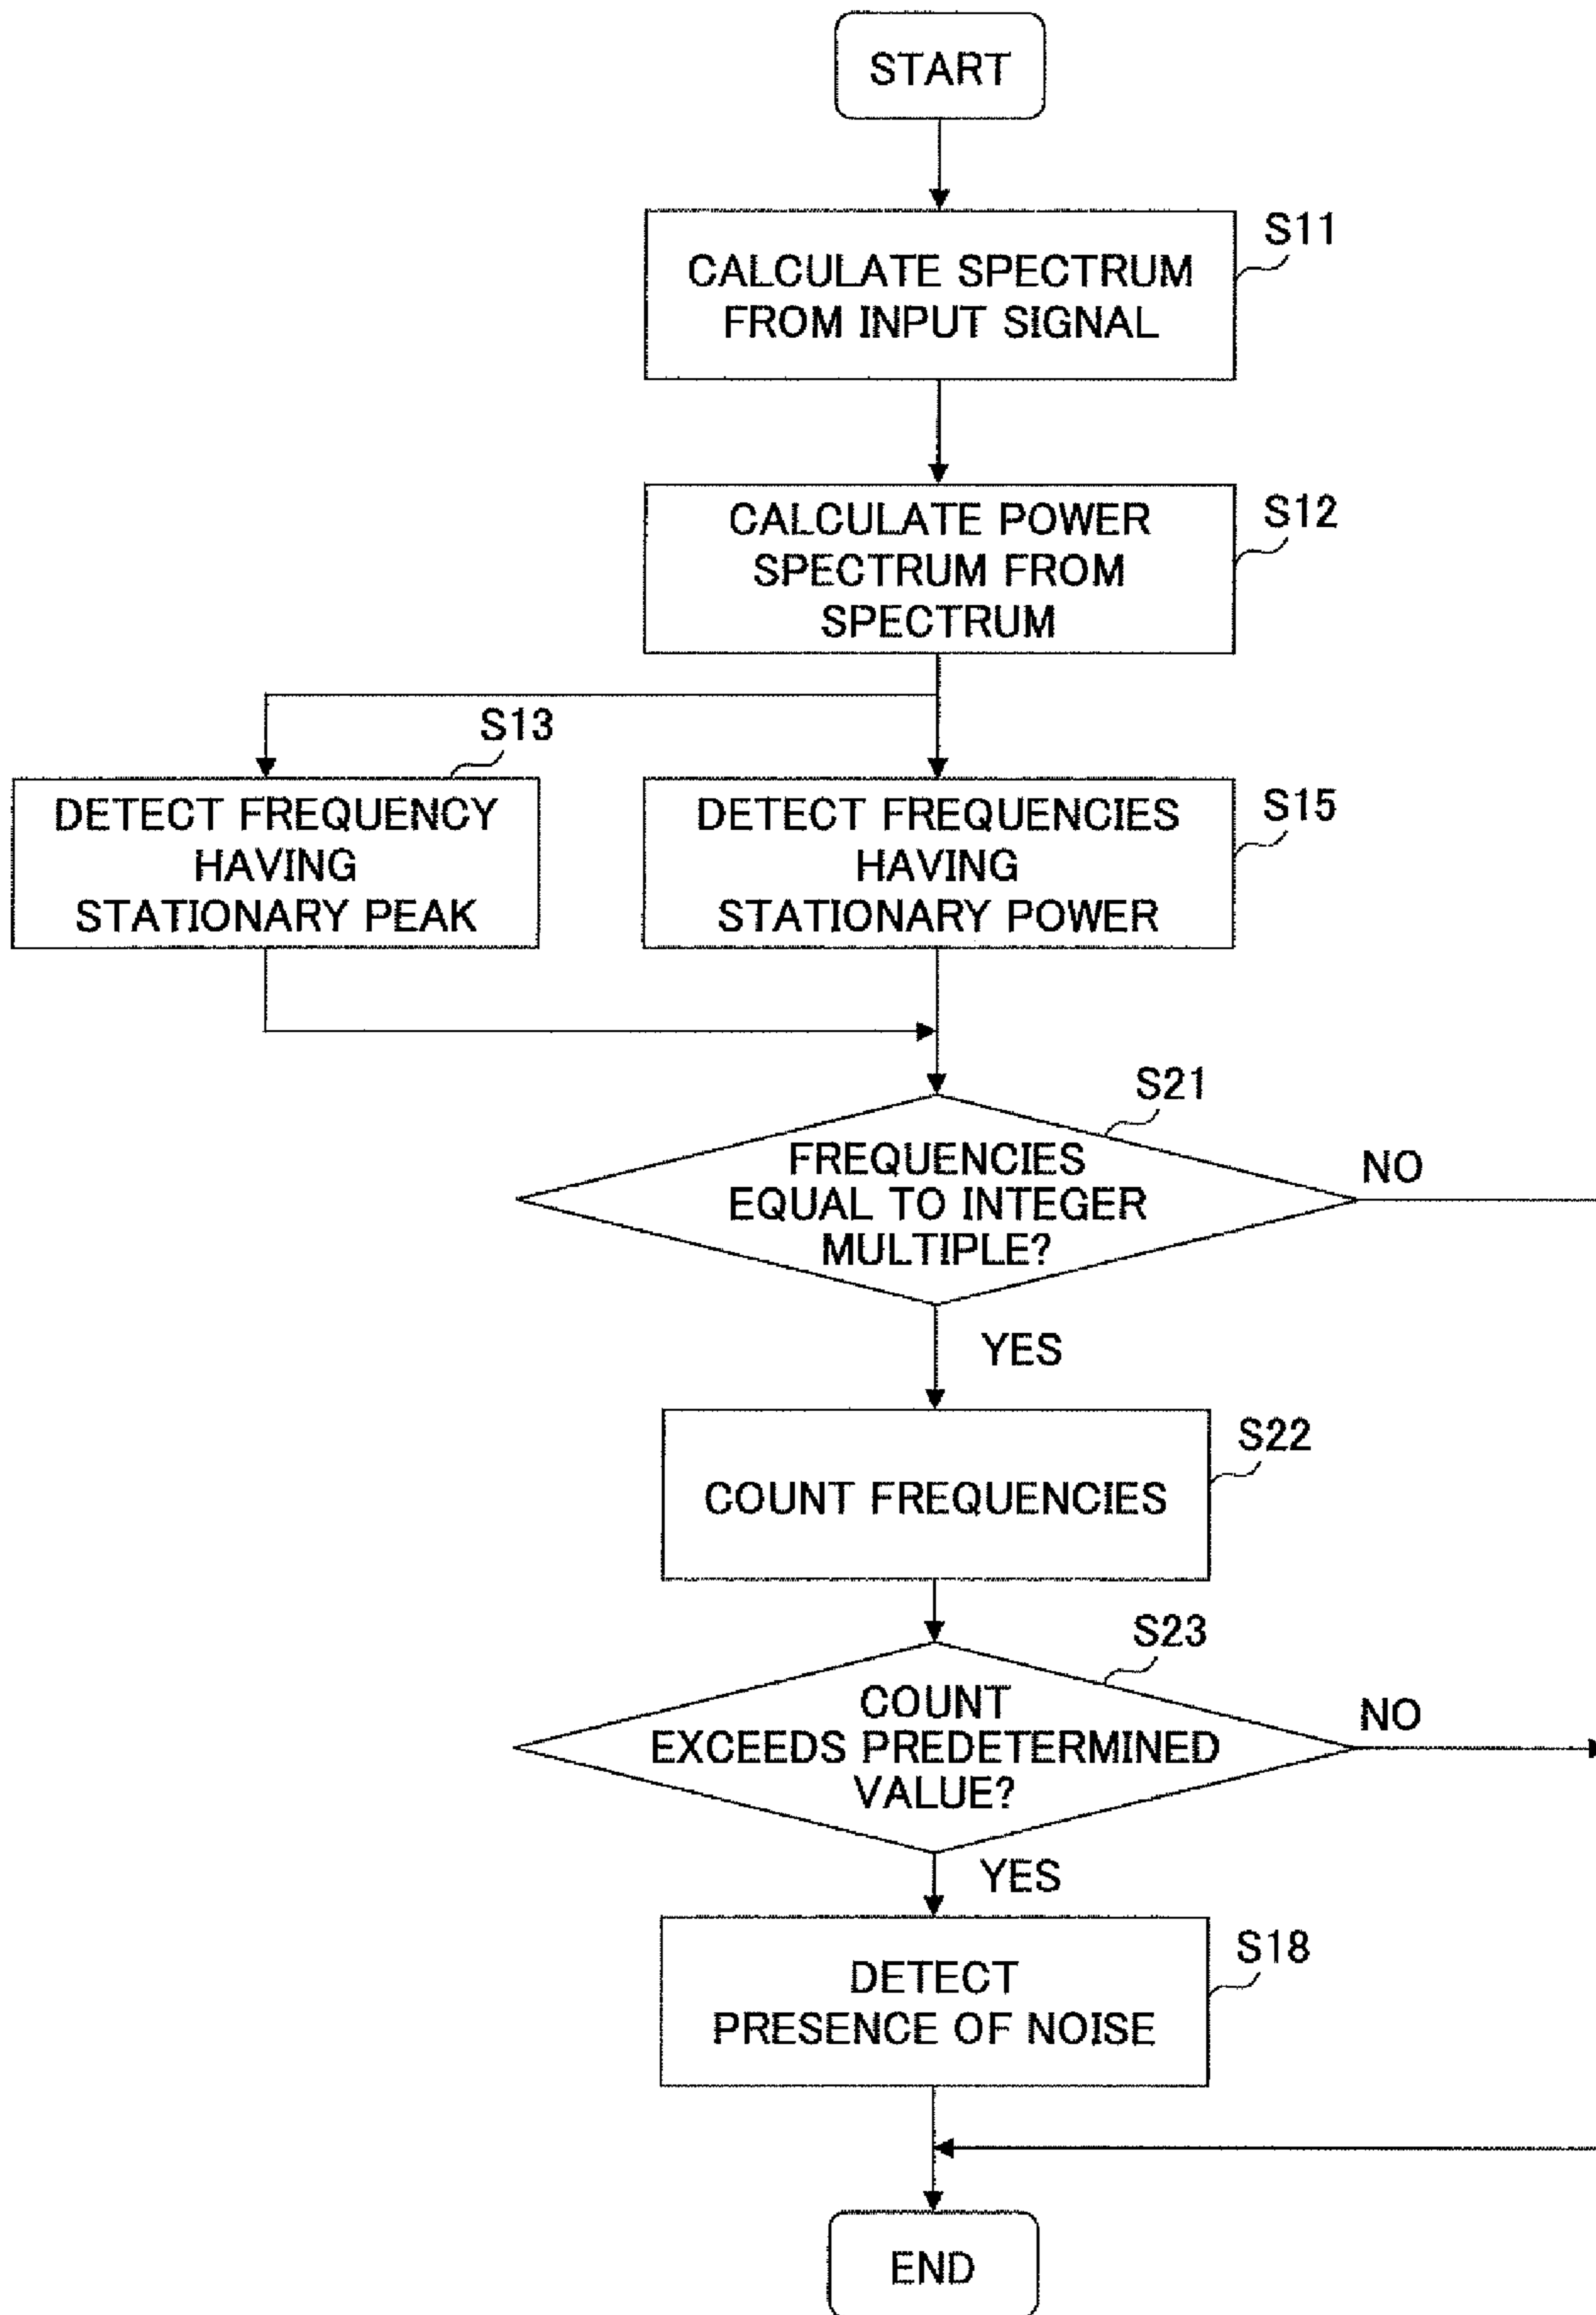 START
S11
CALCULATE SPECTRUM
FROM INPUT SIGNAL
S12
CALCULATE POWER
SPECTRUM FROM
SPECTRUM
S13
DETECT FREQUENCY
HAVING
STATIONARY PEAK
S15
DETECT FREQUENCIES
HAVING
STATIONARY POWER
S21
FREQUENCIES
EQUAL TO INTEGER
MULTIPLE?
NO
YES
S22
COUNT FREQUENCIES
S23
COUNT
EXCEEDS PREDETERMINED
VALUE?
NO
YES
S18
DETECT
PRESENCE OF NOISE
END